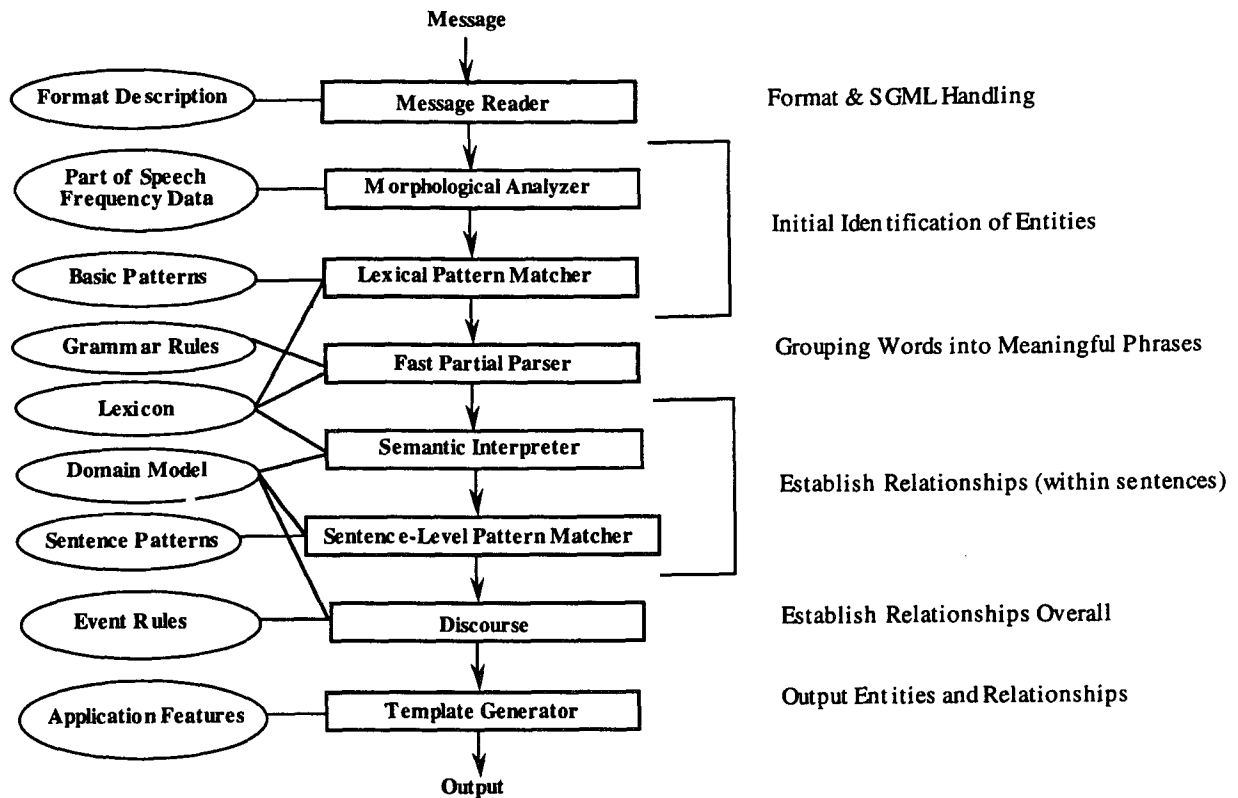 Message
Format Description
Message Reader
Format & SGML Handling
Part of Speech
Frequency Data
Morphological Analyzer
Initial Identification of Entities
Basic Patterns
Lexical Pattern Matcher
Grammar Rules
Fast Partial Parser
Grouping Words into Meaningful Phrases
Lexicon
Semantic Interpreter
Domain Model
Establish Relationships (within sentences)
Sentence Patterns
Sentence-Level Pattern Matcher
Event Rules
Discourse
Establish Relationships Overall
Application Features
Template Generator
Output Entities and Relationships
Output